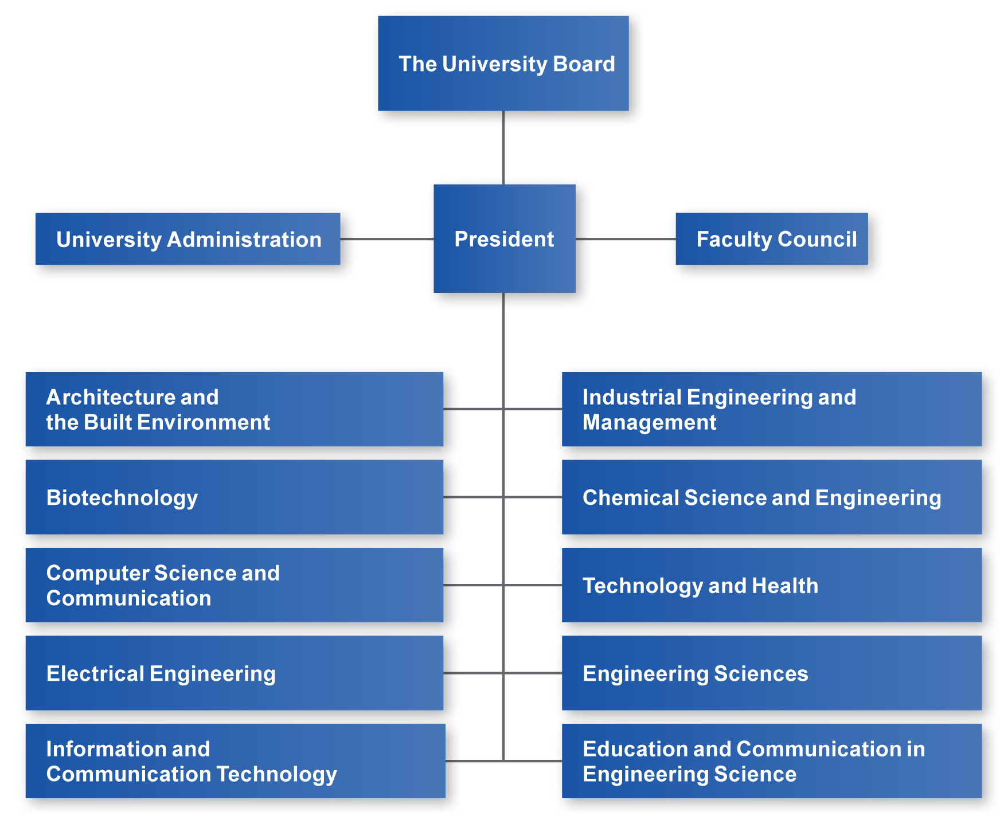 The University Board
University Administration
President
Faculty Council
Architecture and
the Built Environment
Industrial Engineering and
Management
Biotechnology
Chemical Science and Engineering
Computer Science and
Communication
Technology and Health
Electrical Engineering
Engineering Sciences
Information and
Communication Technology
Education and Communication in
Engineering Science